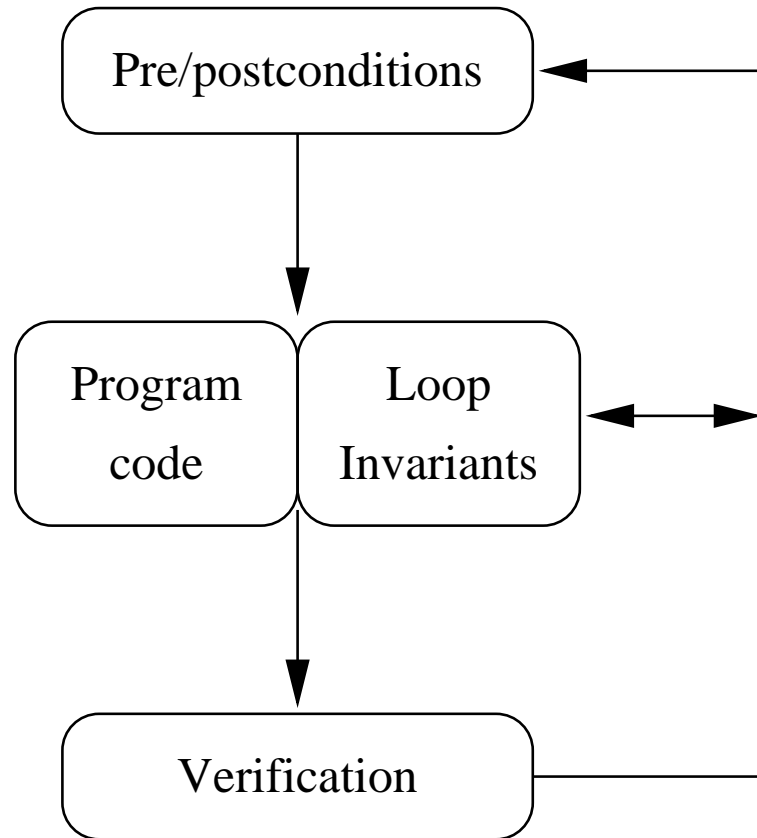 Pre/postconditions
Program
code
Loop
Invariants
Verification